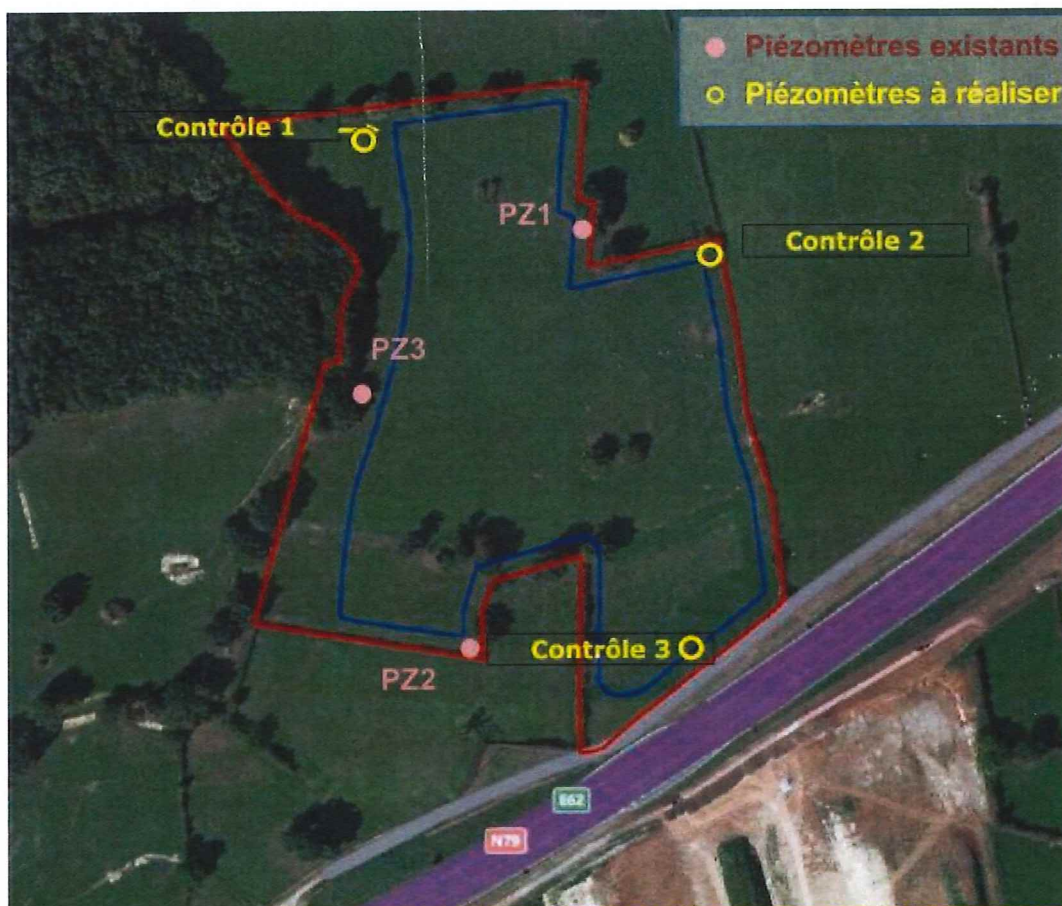 Piézomètres existants
Piézomètres à réaliser
Contrôle 1
PZ1
Contrôle 2
PZ3
Contrôle 3
PZ2
E62
N79